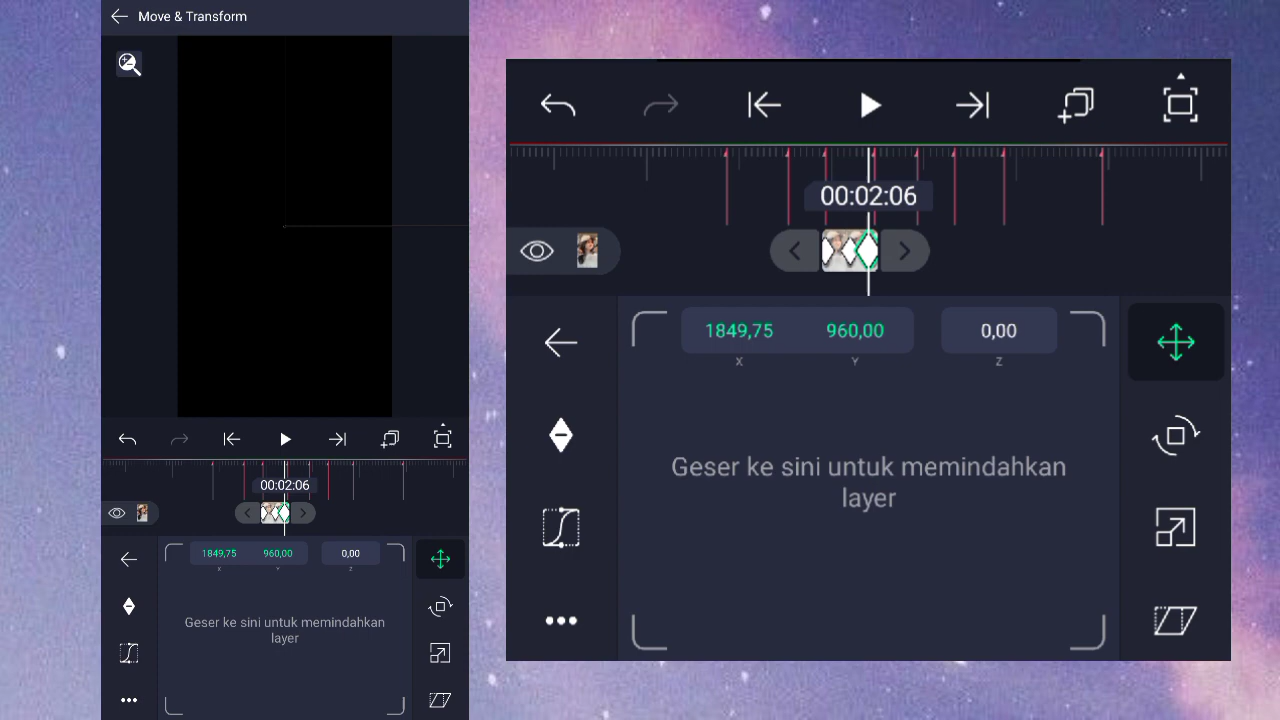 Move & Transform
00:02:06
1849,75 960,00 0,00
X Y Z
Geser ke sini untuk memindahkan
layer
00:02:06
1849,75 960,00 0,00
X Y Z
Geser ke sini untuk memindahkan
layer